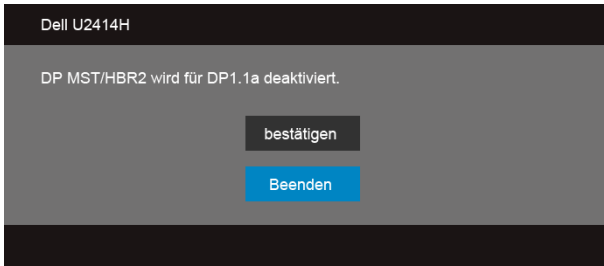 Dell U2414H
DP MST/HBR2 wird für DP1.1a deaktiviert.
bestätigen
Beenden